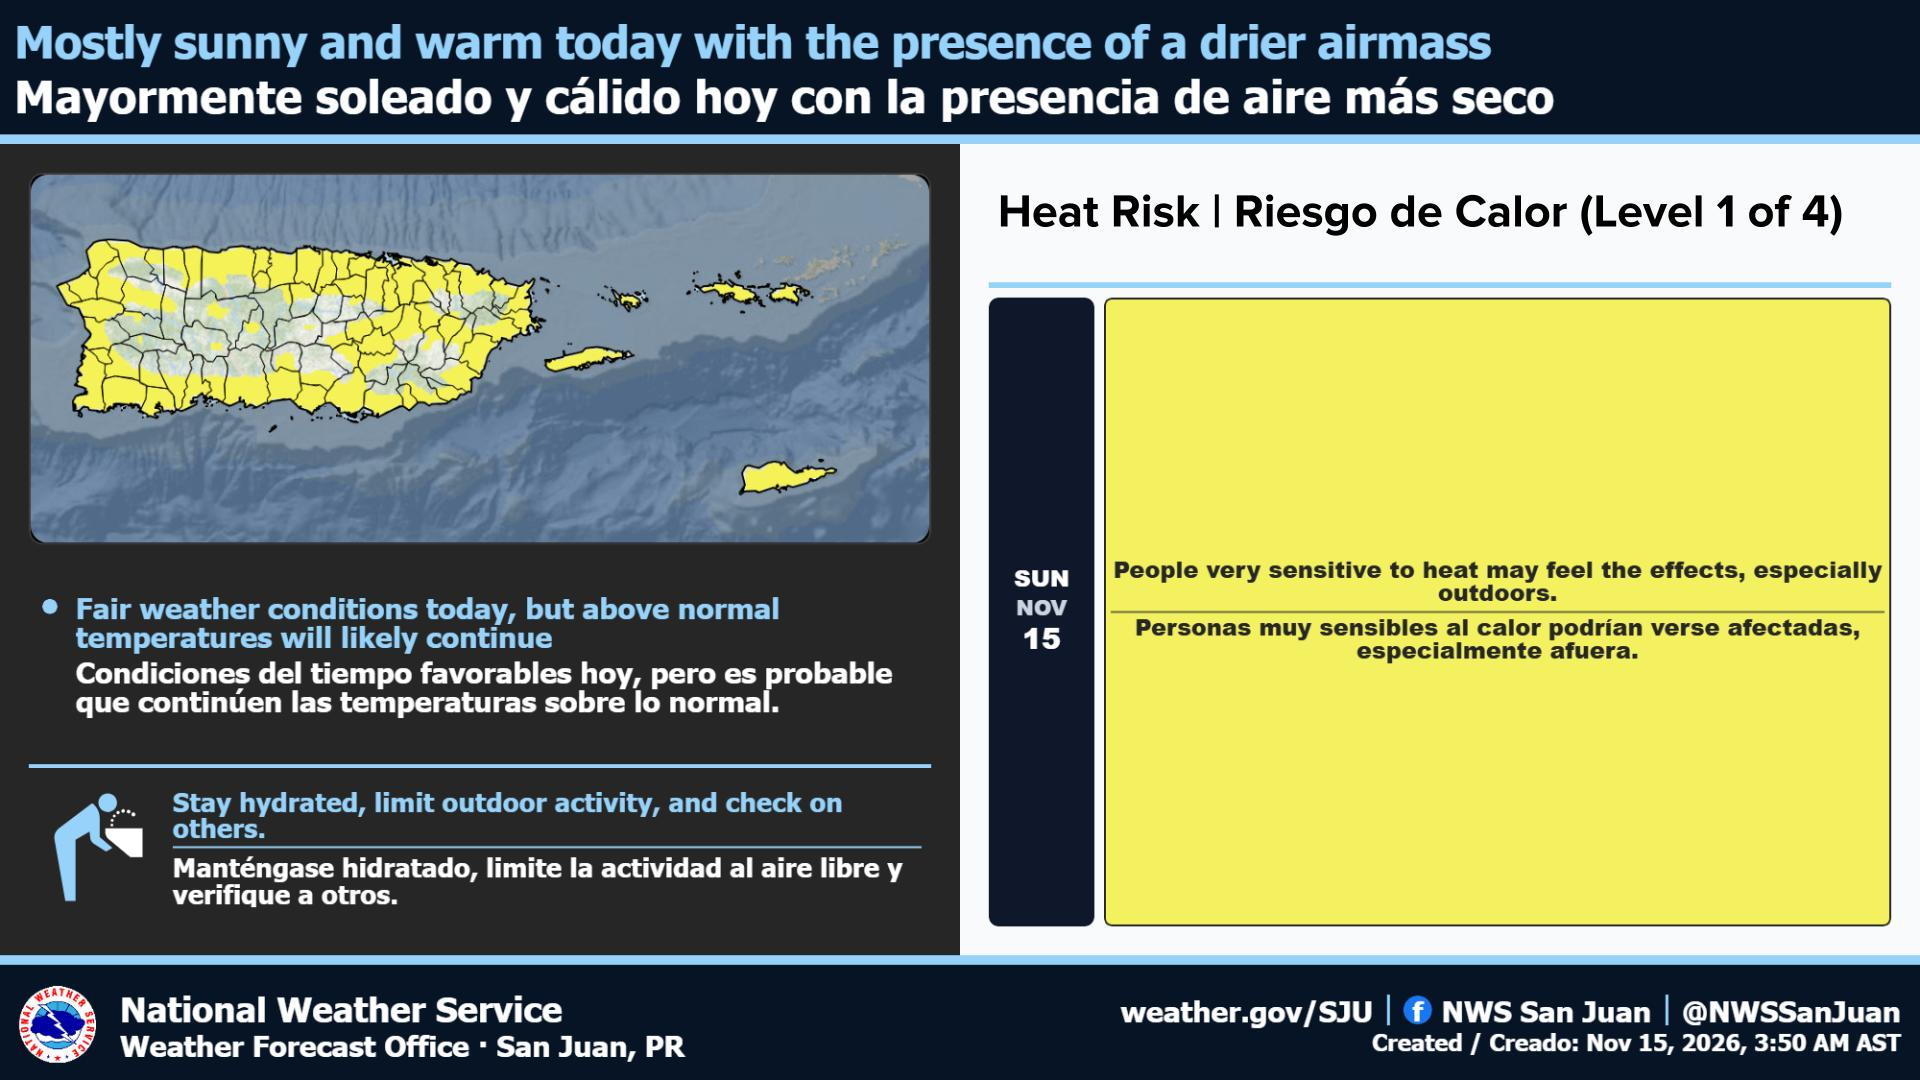 Mostly sunny and warm today with the presence of a drier airmass
Mayormente soleado y cálido hoy con la presencia de aire más seco
Fair weather conditions today, but above normal
temperatures will likely continue
Condiciones del tiempo favorables hoy, pero es probable
que continúen las temperaturas sobre lo normal.
Stay hydrated, limit outdoor activity, and check on
others.
Manténgase hidratado, limite la actividad al aire libre y
verifique a otros.
Heat Risk | Riesgo de Calor (Level 1 of 4)
SUN
NOV
15
People very sensitive to heat may feel the effects, especially
outdoors.
Personas muy sensibles al calor podrían verse afectadas,
especialmente afuera.
NATIONAL WEATHER SERVICE
National Weather Service
Weather Forecast Office · San Juan, PR
weather.gov/SJU | f NWS San Juan | @NWSSanJuan
Created / Creado: Nov 15, 2026, 3:50 AM AST